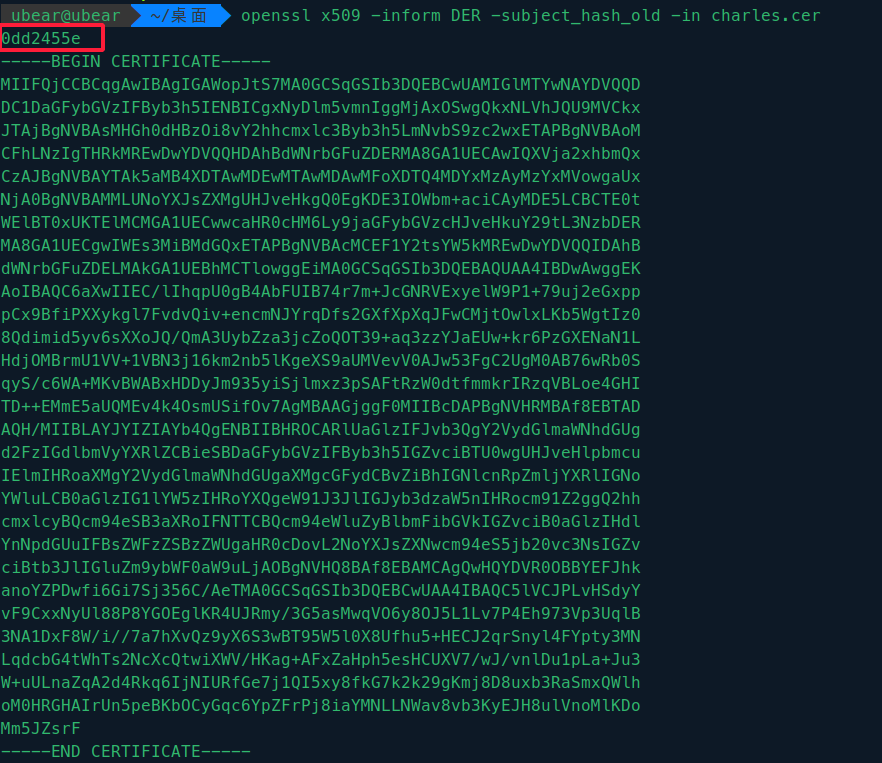 ubear@ubear ~/桌面 openssl x509 -inform DER -subject_hash_old -in charles.cer
0dd2455e
-----BEGIN CERTIFICATE-----
MIIFQjCCBCqgAwIBAgIGAWopJtS7MA0GCSqGSIb3DQEBCwUAMIGlMTYwNAYDVQQD
DC1DaGFybGVzIFByb3h5IENBICgxNyDlm5vmnIggMjAxOSwgQkxNLVhJQU9MVCkx
JTAjBgNVBAsMHGh0dHBzOi8vY2hhcmxlc3Byb3h5LmNvbS9zc2wxETAPBgNVBAoM
CFhLNzIgTHRkMREwDwYDVQQHDAhBdWNrbGFuZDERMA8GA1UECAwIQXVja2xhbmQx
CzAJBgNVBAYTAk5aMB4XDTAwMDEwMTAwMDAwMFoXDTQ4MDYxMzAyMzYxMVowgaUx
NjA0BgNVBAMMLUNoYXJsZXMgUHJveHkgQ0EgKDE3IOWbm+aciCAyMDE5LCBCTE0t
WElBT0xUKTElMCMGA1UECwwcaHR0cHM6Ly9jaGFybGVzcHJveHkuY29tL3NzbDER
MA8GA1UECgwIWEs3MiBMdGQxETAPBgNVBAcMCEF1Y2tsYW5kMREwDwYDVQQIDAhB
dWNrbGFuZDELMAkGA1UEBhMCTlowggEiMA0GCSqGSIb3DQEBAQUAA4IBDwAwggEK
AoIBAQC6aXwIIEC/lIhqpU0gB4AbFUIB74r7m+JcGNRVExyelW9P1+79uj2eGxpp
pCx9BfiPXXykgl7FvdvQiv+encmNJYrqDfs2GXfXpXqJFwCMjtOwlxLKb5WgtIz0
8Qdimid5yv6sXXoJQ/QmA3UybZza3jcZoQOT39+aq3zzYJaEUw+kr6PzGXENaN1L
HdjOMBrmU1VV+1VBN3j16km2nb5lKgeXS9aUMVevV0AJw53FgC2UgM0AB76wRb0S
qyS/c6WA+MKvBWABxHDDyJm935yiSjlmxz3pSAFtRzW0dtfmmkrIRzqVBLoe4GHI
TD++EMmE5aUQMEv4k4OsmUSifOv7AgMBAAGjggF0MIIBcDAPBgNVHRMBAf8EBTAD
AQH/MIIBLAYJYIZIAYb4QgENBIIBHROCARlUaGlzIFJvb3QgY2VydGlmaWNhdGUg
d2FzIGdlbmVyYXRlZCBieSBDaGFybGVzIFByb3h5IGZvciBTU0wgUHJveHlpbmcu
IElmIHRoaXMgY2VydGlmaWNhdGUgaXMgcGFydCBvZiBhIGNlcnRpZmljYXRlIGNo
YWluLCB0aGlzIG1lYW5zIHRoYXQgeW91J3JlIGJyb3dzaW5nIHRocm91Z2ggQ2hh
cmxlcyBQcm94eSB3aXRoIFNTTCBQcm94eWluZyBlbmFibGVkIGZvciB0aGlzIHdl
YnNpdGUuIFBsZWFzZSBzZWUgaHR0cDovL2NoYXJsZXNwcm94eS5jb20vc3NsIGZv
ciBtb3JlIGluZm9ybWF0aW9uLjAOBgNVHQ8BAf8EBAMCAgQwHQYDVR0OBBYEFJhk
anoYZPDwfi6Gi7Sj356C/AeTMA0GCSqGSIb3DQEBCwUAA4IBAQC5lVCJPLvHSdyY
vF9CxxNyUl88P8YGOEglKR4UJRmy/3G5asMwqVO6y8OJ5L1Lv7P4Eh973Vp3UqlB
3NA1DxF8W/i//7a7hXvQz9yX6S3wBT95W5l0X8Ufhu5+HECJ2qrSnyl4FYpty3MN
LqdcbG4tWhTs2NcXcQtwiXWV/HKag+AFxZaHph5esHCUXV7/wJ/vnlDu1pLa+Ju3
W+uULnaZqA2d4Rkq6IjNIURfGe7j1QI5xy8fkG7k2k29gKmj8D8uxb3RaSmxQWlh
oM0HRGHAIrUn5peBKbOCyGqc6YpZFrPj8iaYMNLLNWav8vb3KyEJH8ulVnoMlKDo
Mm5JZsrF
-----END CERTIFICATE-----